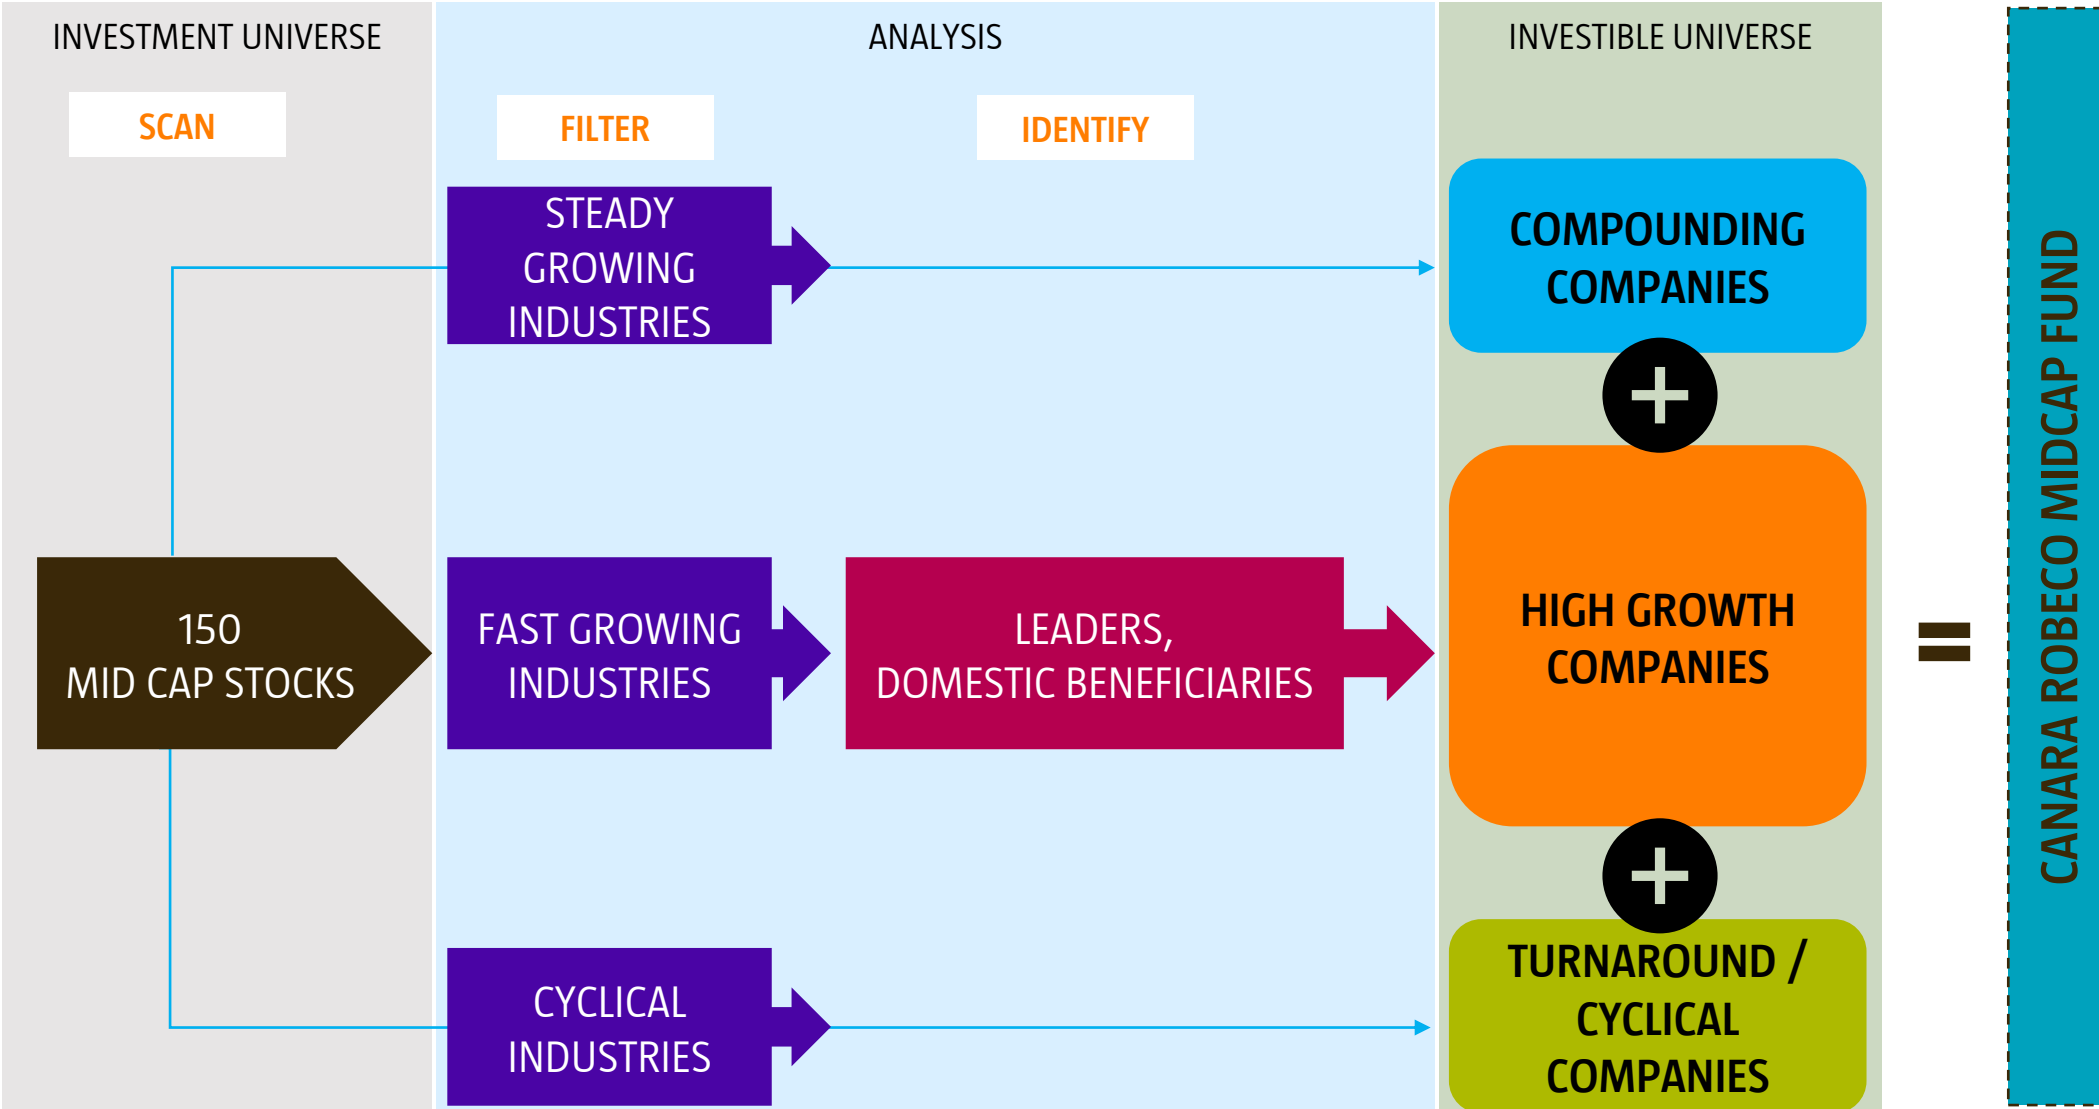 INVESTMENT UNIVERSE
ANALYSIS
INVESTIBLE UNIVERSE
SCAN
FILTER
IDENTIFY
STEADY
GROWING
INDUSTRIES
COMPOUNDING
COMPANIES
+
150
MID CAP STOCKS
FAST GROWING
INDUSTRIES
LEADERS,
DOMESTIC BENEFICIARIES
HIGH GROWTH
COMPANIES
=
CANARA ROBECO MIDCAP FUND
+
CYCLICAL
INDUSTRIES
TURNAROUND /
CYCLICAL
COMPANIES